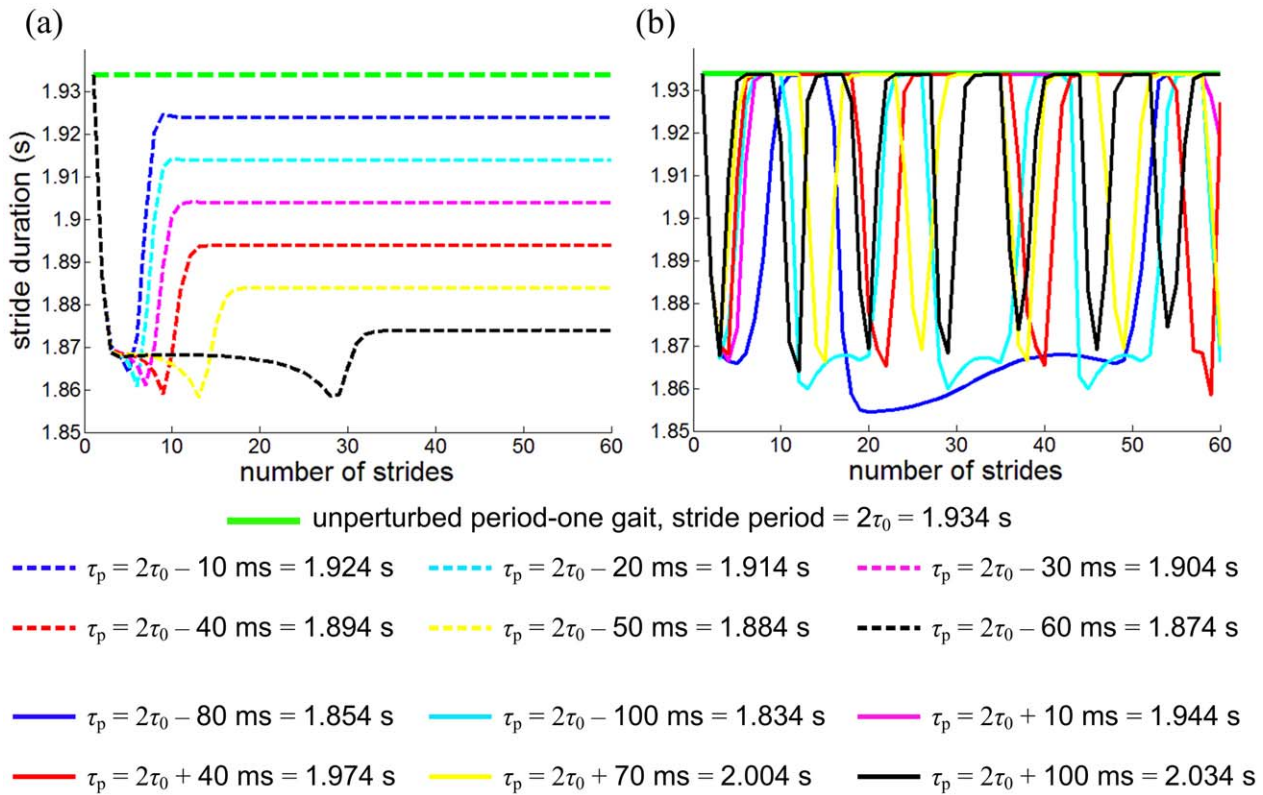 (a)
(b)
stride duration (s)
1.93
1.92
1.91
1.9
1.89
1.88
1.87
1.86
1.85
0 10 20 30 40 50 60
number of strides
1.93
1.92
1.91
1.9
1.89
1.88
1.87
1.86
1.85
0 10 20 30 40 50 60
number of strides
unperturbed period-one gait, stride period = 2τ₀ = 1.934 s
τₚ = 2τ₀ – 10 ms = 1.924 s
τₚ = 2τ₀ – 20 ms = 1.914 s
τₚ = 2τ₀ – 30 ms = 1.904 s
τₚ = 2τ₀ – 40 ms = 1.894 s
τₚ = 2τ₀ – 50 ms = 1.884 s
τₚ = 2τ₀ – 60 ms = 1.874 s
τₚ = 2τ₀ – 80 ms = 1.854 s
τₚ = 2τ₀ – 100 ms = 1.834 s
τₚ = 2τ₀ + 10 ms = 1.944 s
τₚ = 2τ₀ + 40 ms = 1.974 s
τₚ = 2τ₀ + 70 ms = 2.004 s
τₚ = 2τ₀ + 100 ms = 2.034 s